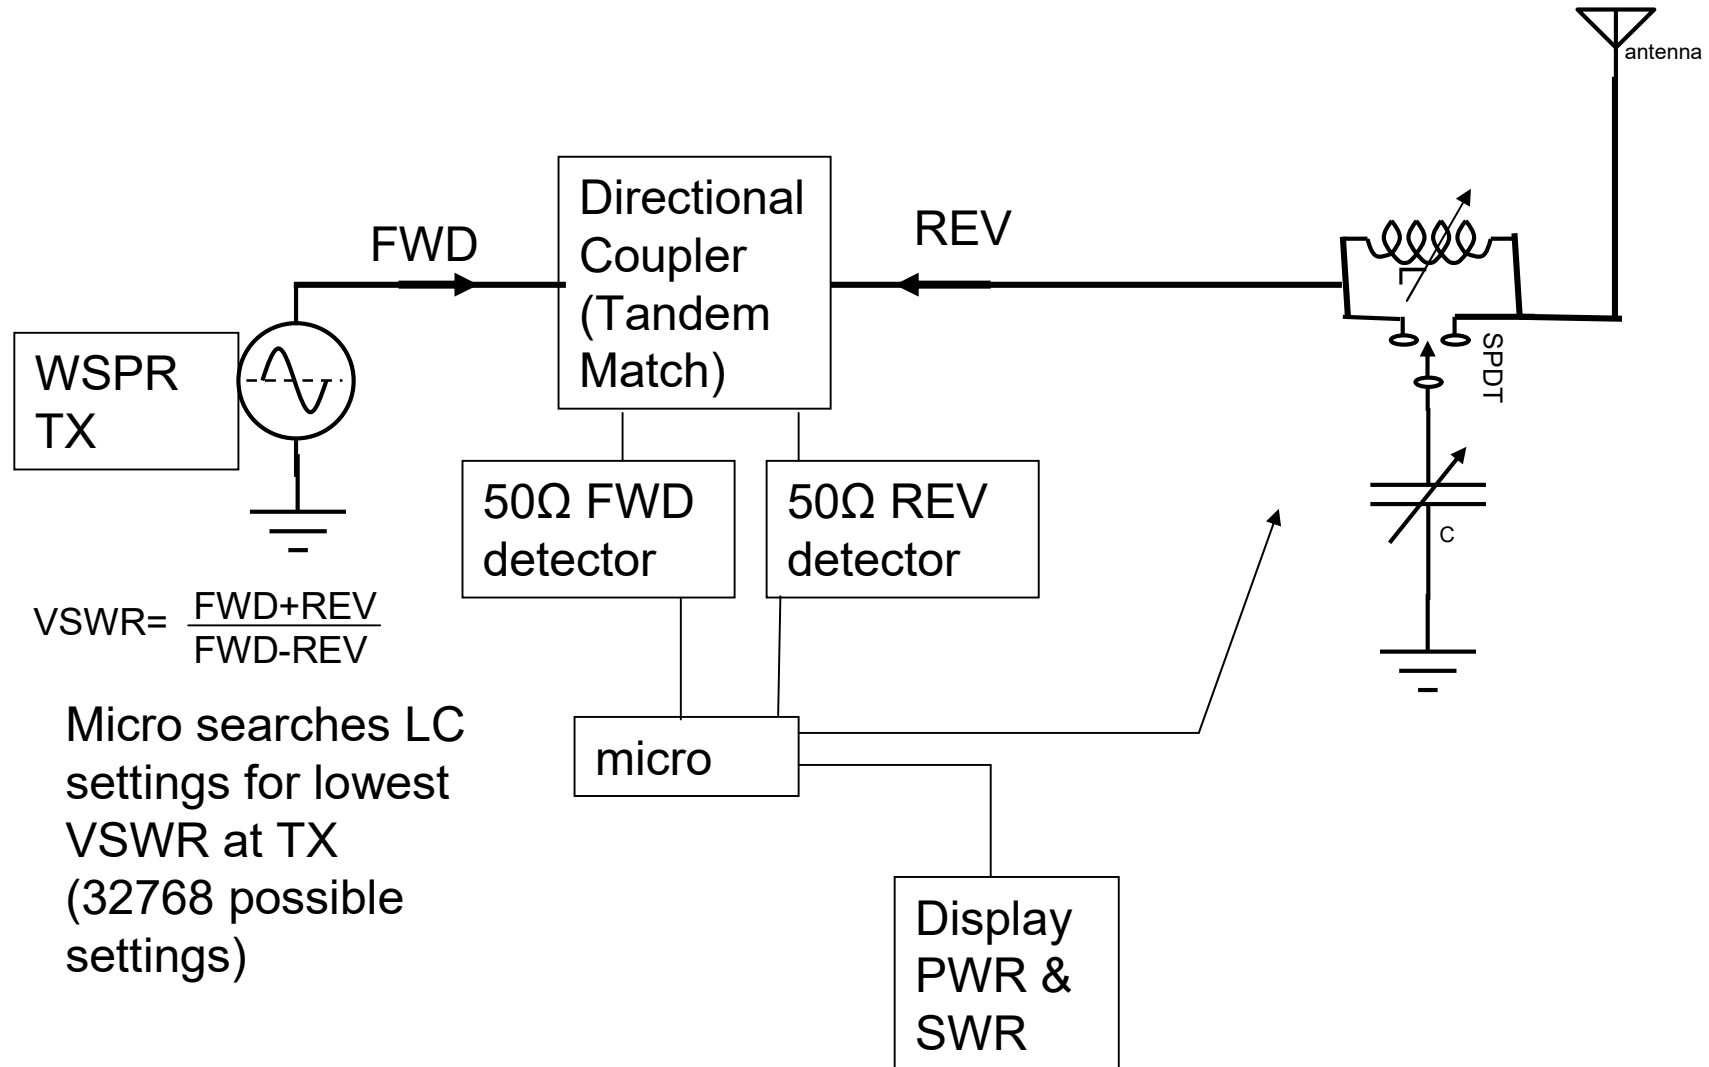 antenna
Directional
Coupler
(Tandem
Match)
FWD
REV
L
SPDT
WSPR
TX
50Ω FWD
detector
50Ω REV
detector
C
VSWR= FWD+REV
FWD-REV
Micro searches LC
settings for lowest
VSWR at TX
(32768 possible
settings)
micro
Display
PWR &
SWR